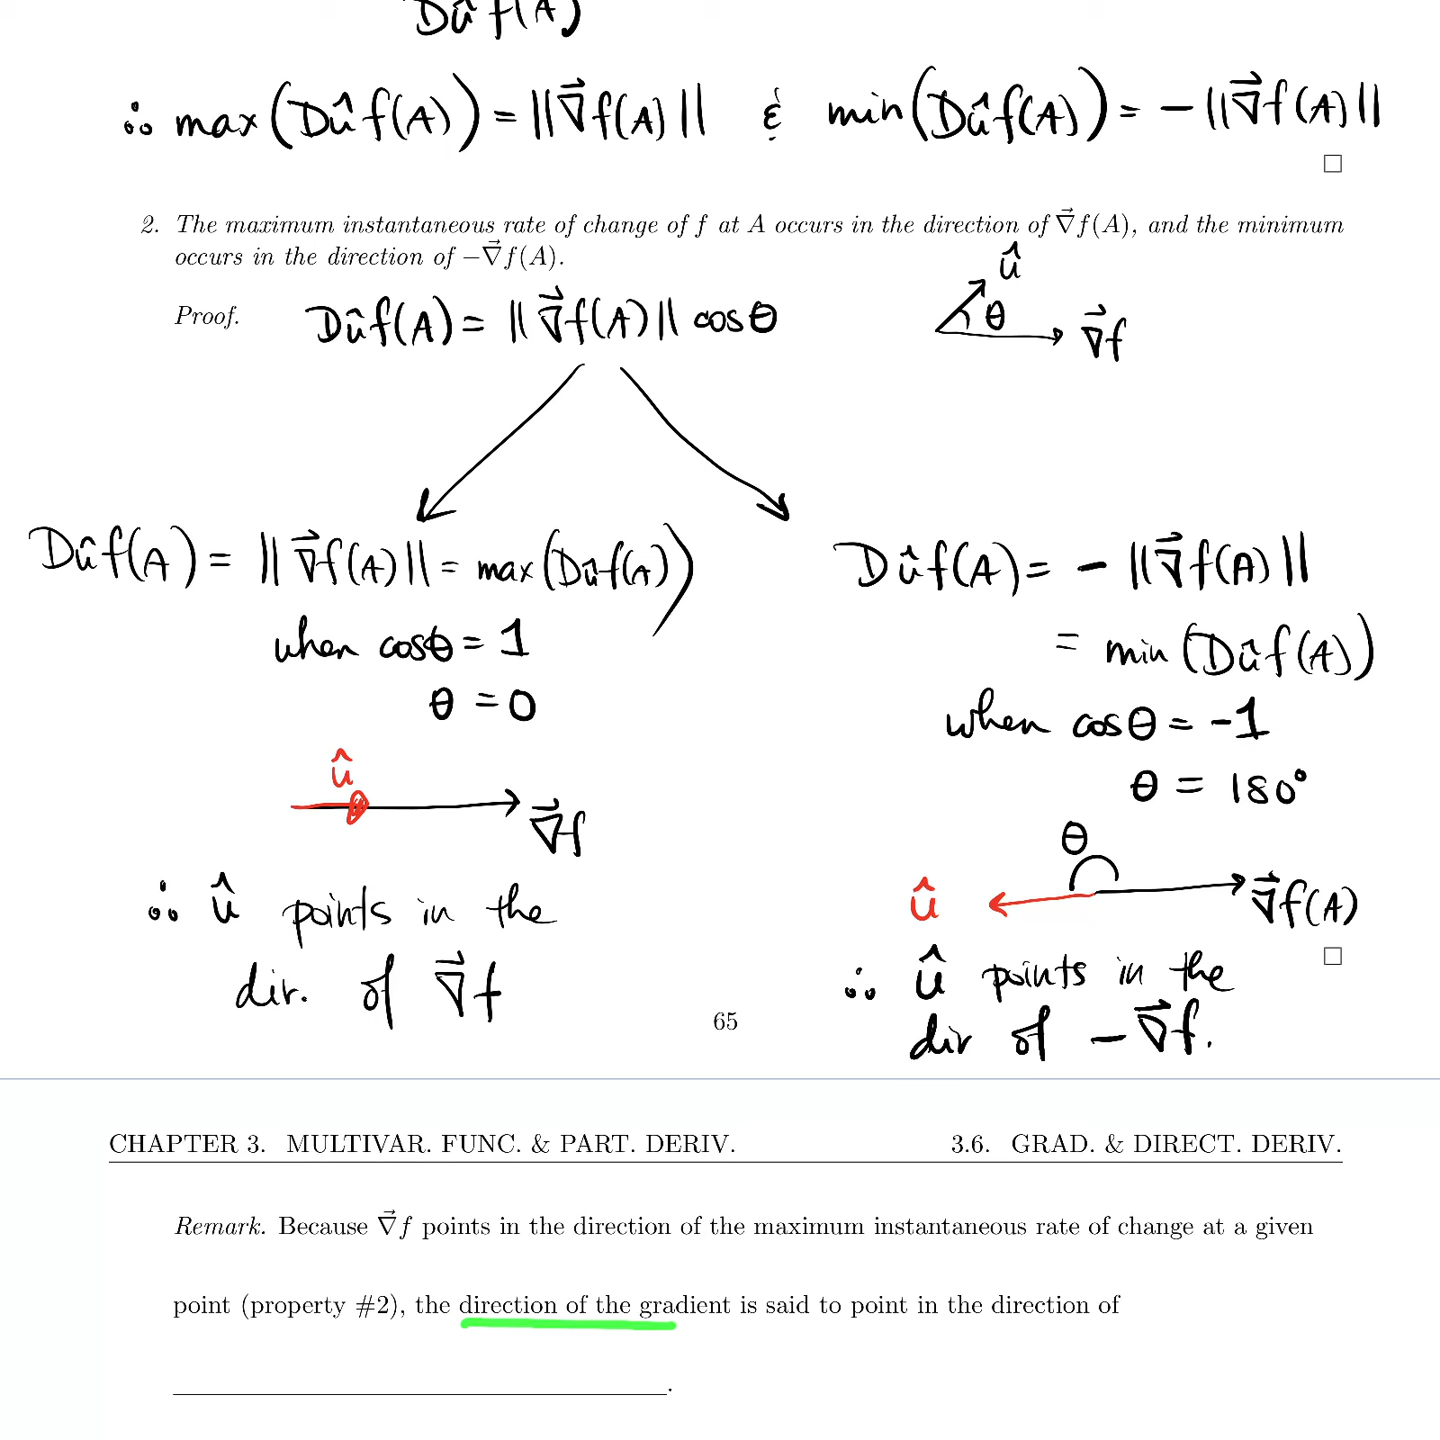 Dû f(A)
∴ max(Dû f(A)) = ||∇⃗f(A)|| & min(Dû f(A)) = -||∇⃗f(A)||
□
2. The maximum instantaneous rate of change of f at A occurs in the direction of ∇⃗f(A), and the minimum
occurs in the direction of −∇⃗f(A).
û
θ
∇⃗f
Proof. Dû f(A) = ||∇⃗f(A)|| cos θ
Dû f(A) = ||∇⃗f(A)|| = max(Dû f(A))
when cosθ = 1
θ = 0
û
∇⃗f
∴ û points in the
dir. of ∇⃗f
Dû f(A) = - ||∇⃗f(A)||
= min(Dû f(A))
when cosθ = -1
θ = 180°
θ
û
∇⃗f(A)
□
∴ û points in the
dir of -∇⃗f.
65
CHAPTER 3. MULTIVAR. FUNC. & PART. DERIV. 3.6. GRAD. & DIRECT. DERIV.
Remark. Because ∇⃗f points in the direction of the maximum instantaneous rate of change at a given
point (property #2), the direction of the gradient is said to point in the direction of
.